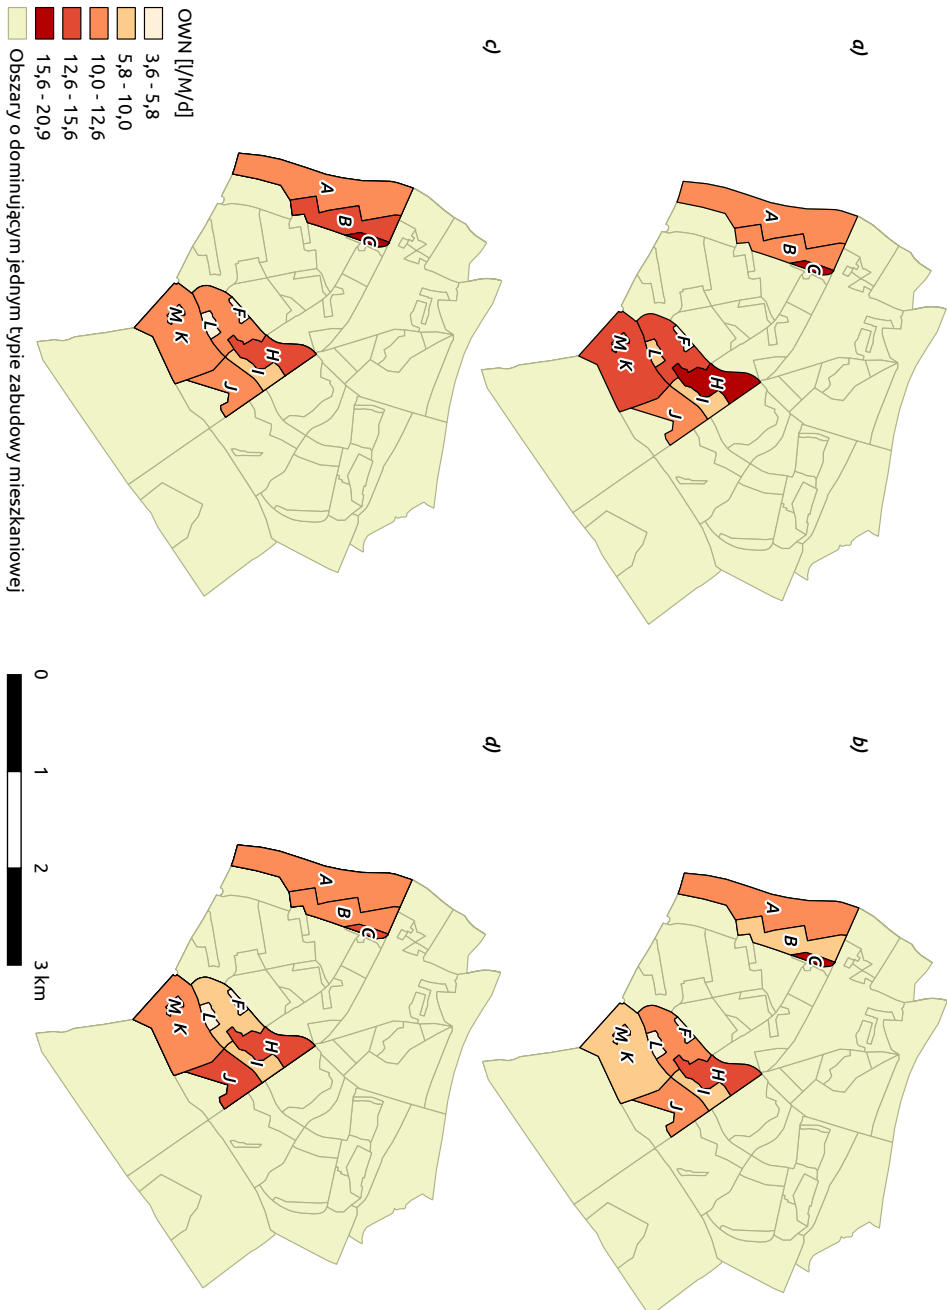 a)
G
B
A
H
I
F
J
L
K
M
b)
G
B
A
H
I
F
J
L
K
M
c)
G
B
A
H
I
F
J
L
K
M
d)
G
B
A
H
I
F
J
L
K
M
OWN [l/M/d]
3,6 - 5,8
5,8 - 10,0
10,0 - 12,6
12,6 - 15,6
15,6 - 20,9
Obszary o dominującym jednym typie zabudowy mieszkaniowej
0 1 2 3 km